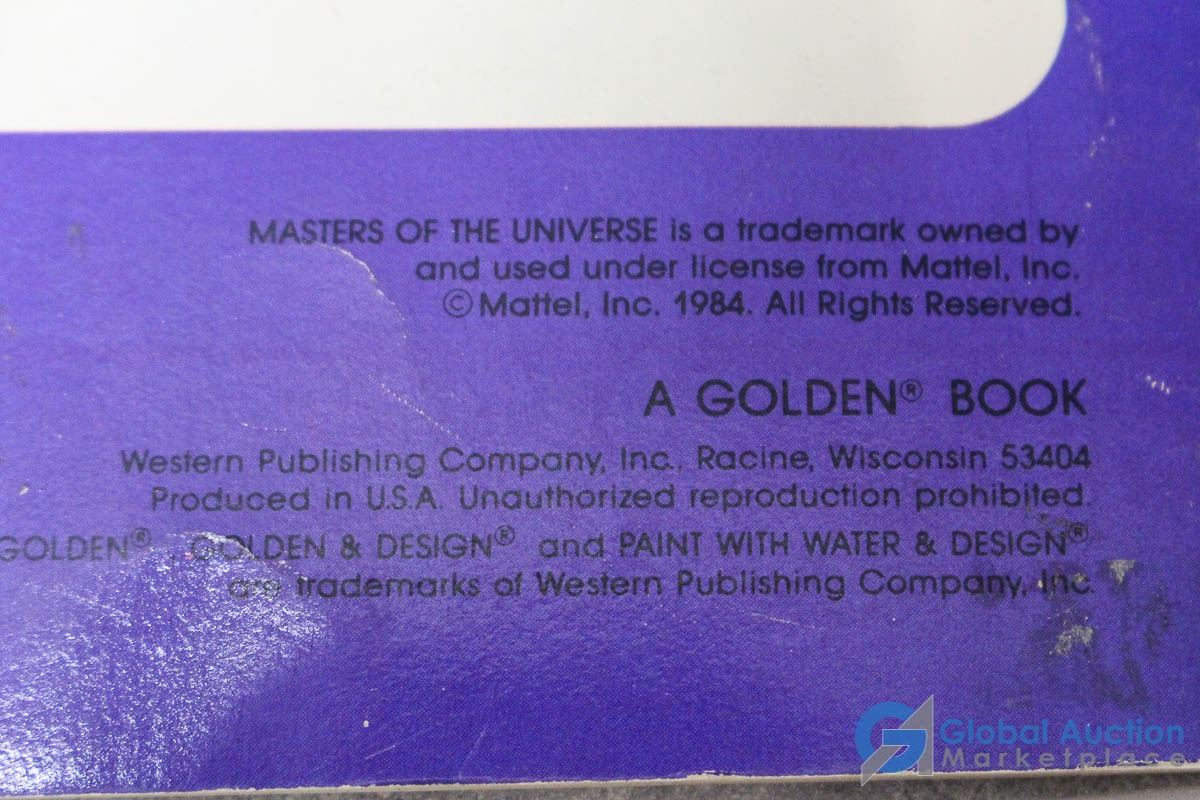 MASTERS OF THE UNIVERSE is a trademark owned by
and used under license from Mattel, Inc.
© Mattel, Inc. 1984. All Rights Reserved.
A GOLDEN® BOOK
Western Publishing Company, Inc., Racine, Wisconsin 53404
Produced in U.S.A. Unauthorized reproduction prohibited.
GOLDEN®, GOLDEN & DESIGN® and PAINT WITH WATER & DESIGN®
are trademarks of Western Publishing Company, Inc.
Global Auction
Marketplace